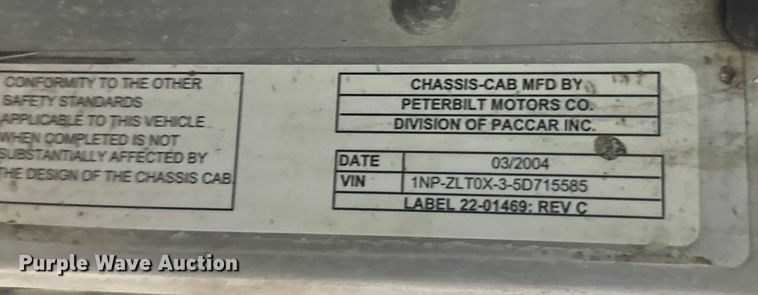 CONFORMITY TO THE OTHER
SAFETY STANDARDS
APPLICABLE TO THIS VEHICLE
WHEN COMPLETED IS NOT
SUBSTANTIALLY AFFECTED BY
THE DESIGN OF THE CHASSIS CAB
CHASSIS-CAB MFD BY
PETERBILT MOTORS CO.
DIVISION OF PACCAR INC.
DATE 03/2004
VIN 1NP-ZLT0X-3-5D715585
LABEL 22-01469: REV C
Purple Wave Auction